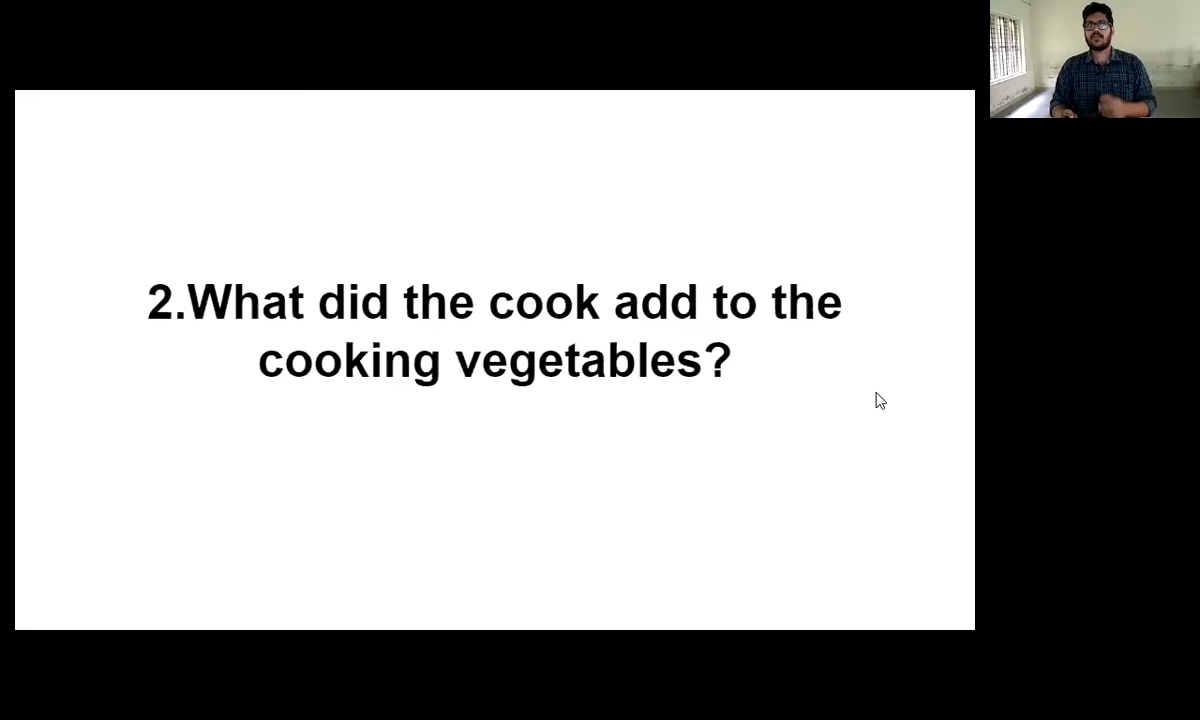 2.What did the cook add to the
cooking vegetables?